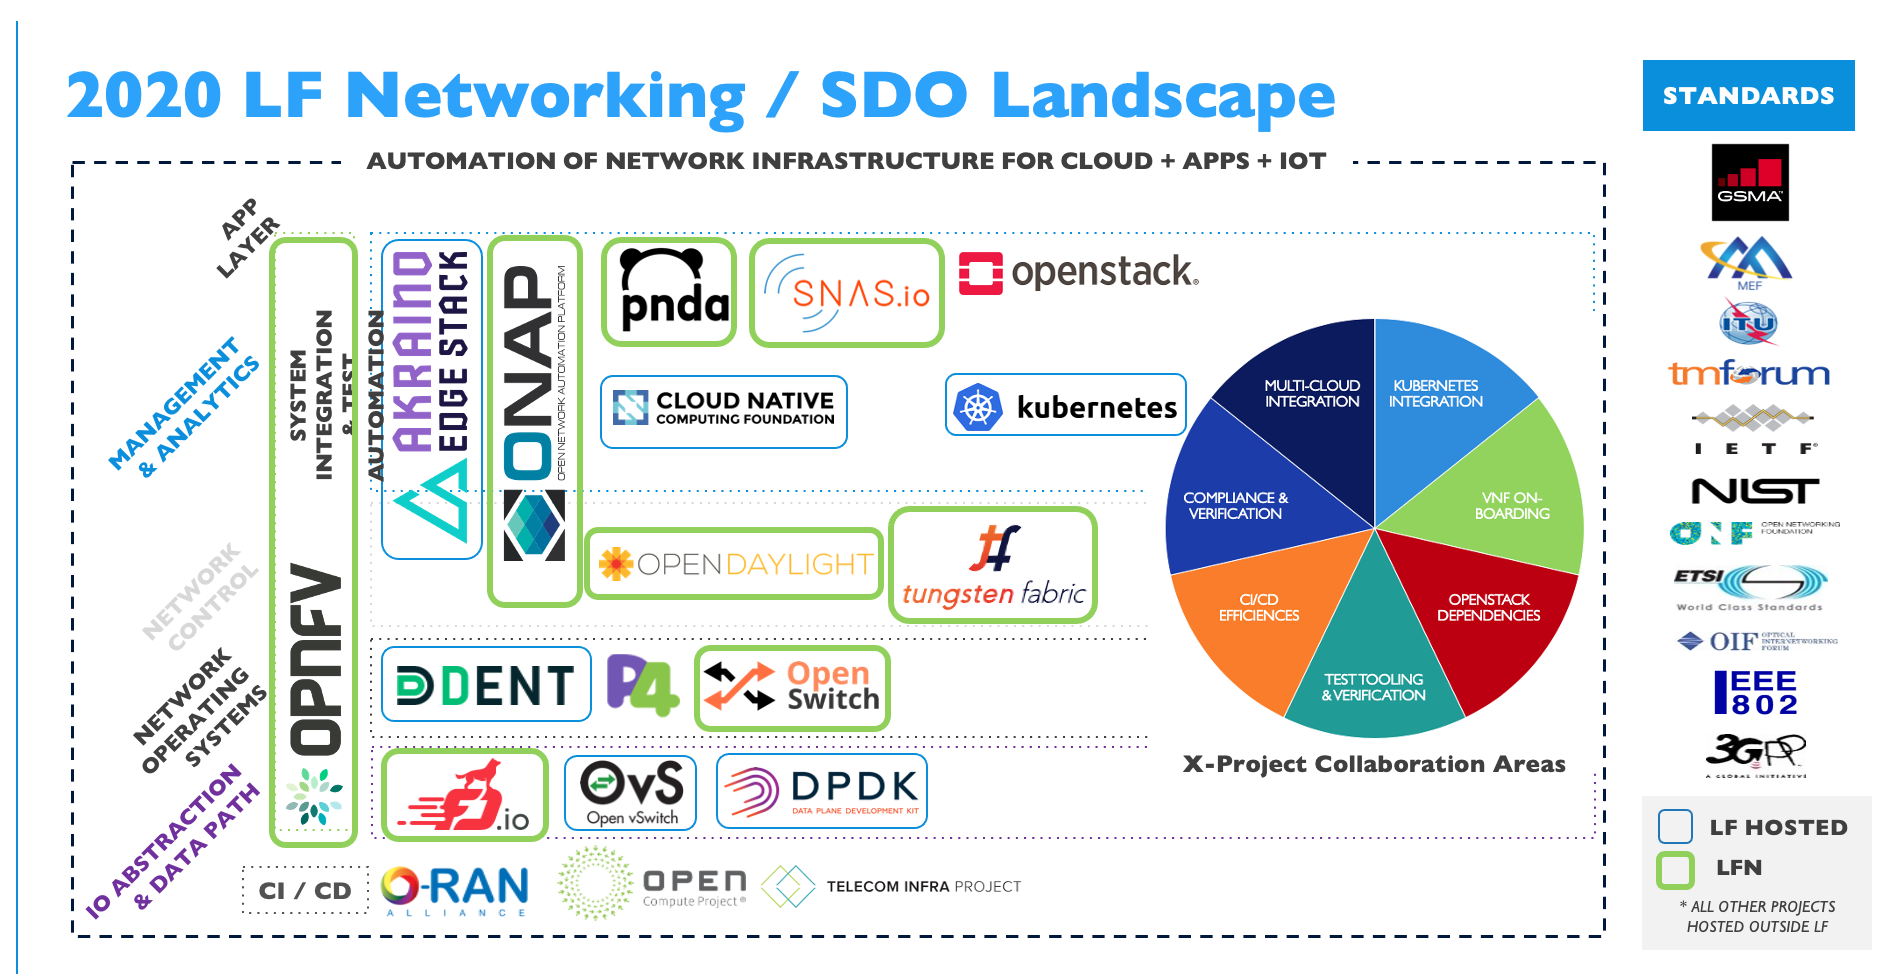 2020 LF Networking / SDO Landscape
STANDARDS
AUTOMATION OF NETWORK INFRASTRUCTURE FOR CLOUD + APPS + IOT
APP
LAYER
MANAGEMENT
& ANALYTICS
NETWORK
CONTROL
NETWORK
OPERATING
SYSTEMS
IO ABSTRACTION
& DATA PATH
SYSTEM
INTEGRATION
& TEST
AUTOMATION
OPNFV
AKRAINO
EDGE STACK
ONAP
OPEN NETWORK AUTOMATION PLATFORM
pnda
SNAS.io
openstack®
CLOUD NATIVE
COMPUTING FOUNDATION
kubernetes
OPENDAYLIGHT
tungsten fabric
DENT
P4
Open
Switch
.io
OvS
Open vSwitch
DPDK
DATA PLANE DEVELOPMENT KIT
CI / CD
O-RAN
ALLIANCE
OPEN
Compute Project®
TELECOM INFRA PROJECT
MULTI-CLOUD
INTEGRATION
KUBERNETES
INTEGRATION
COMPLIANCE &
VERIFICATION
VNF ON-
BOARDING
CI/CD
EFFICIENCES
OPENSTACK
DEPENDENCIES
TEST TOOLING
& VERIFICATION
X-Project Collaboration Areas
GSMA™
MEF
ITU
tmforum
IETF®
NIST
ONF
OPEN NETWORKING
FOUNDATION
ETSI
World Class Standards
OIF
OPTICAL
INTERNETWORKING
FORUM
IEEE
802
3GPP
A GLOBAL INITIATIVE
LF HOSTED
LFN
* ALL OTHER PROJECTS
HOSTED OUTSIDE LF